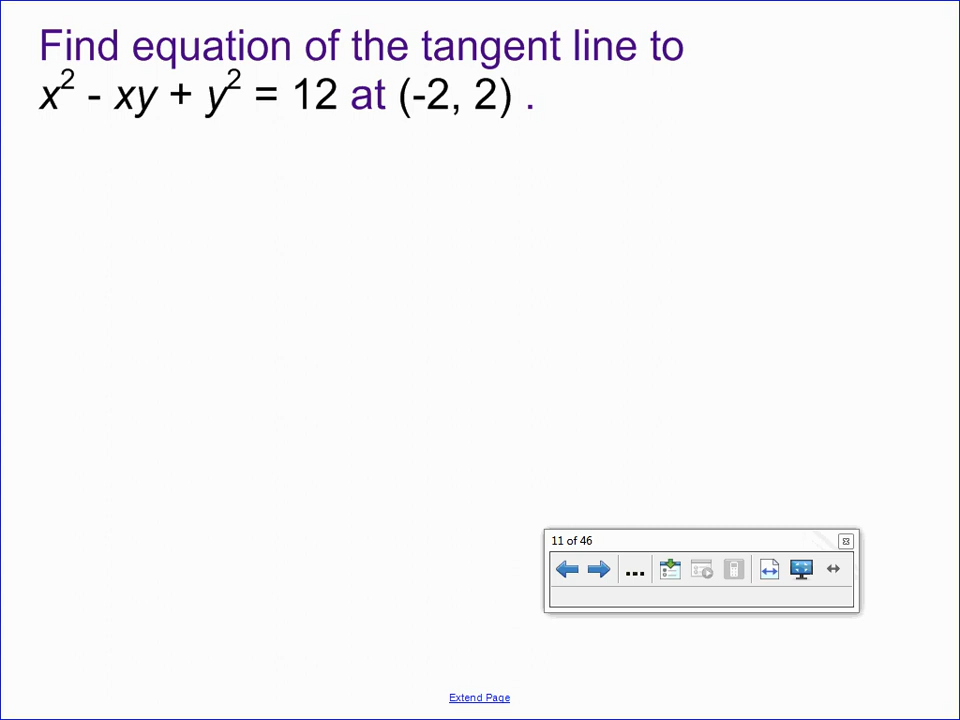 Find equation of the tangent line to
x² - xy + y² = 12 at (-2, 2) .
11 of 46
...
Extend Page